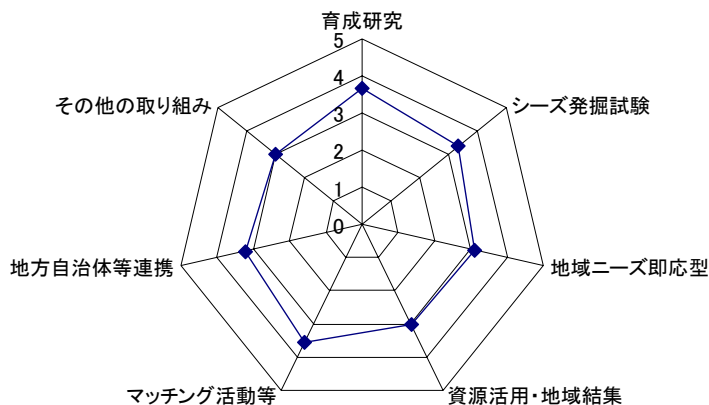 育成研究
5
4
3
2
1
0
シーズ発掘試験
地域ニーズ即応型
資源活用・地域結集
マッチング活動等
地方自治体等連携
その他の取り組み